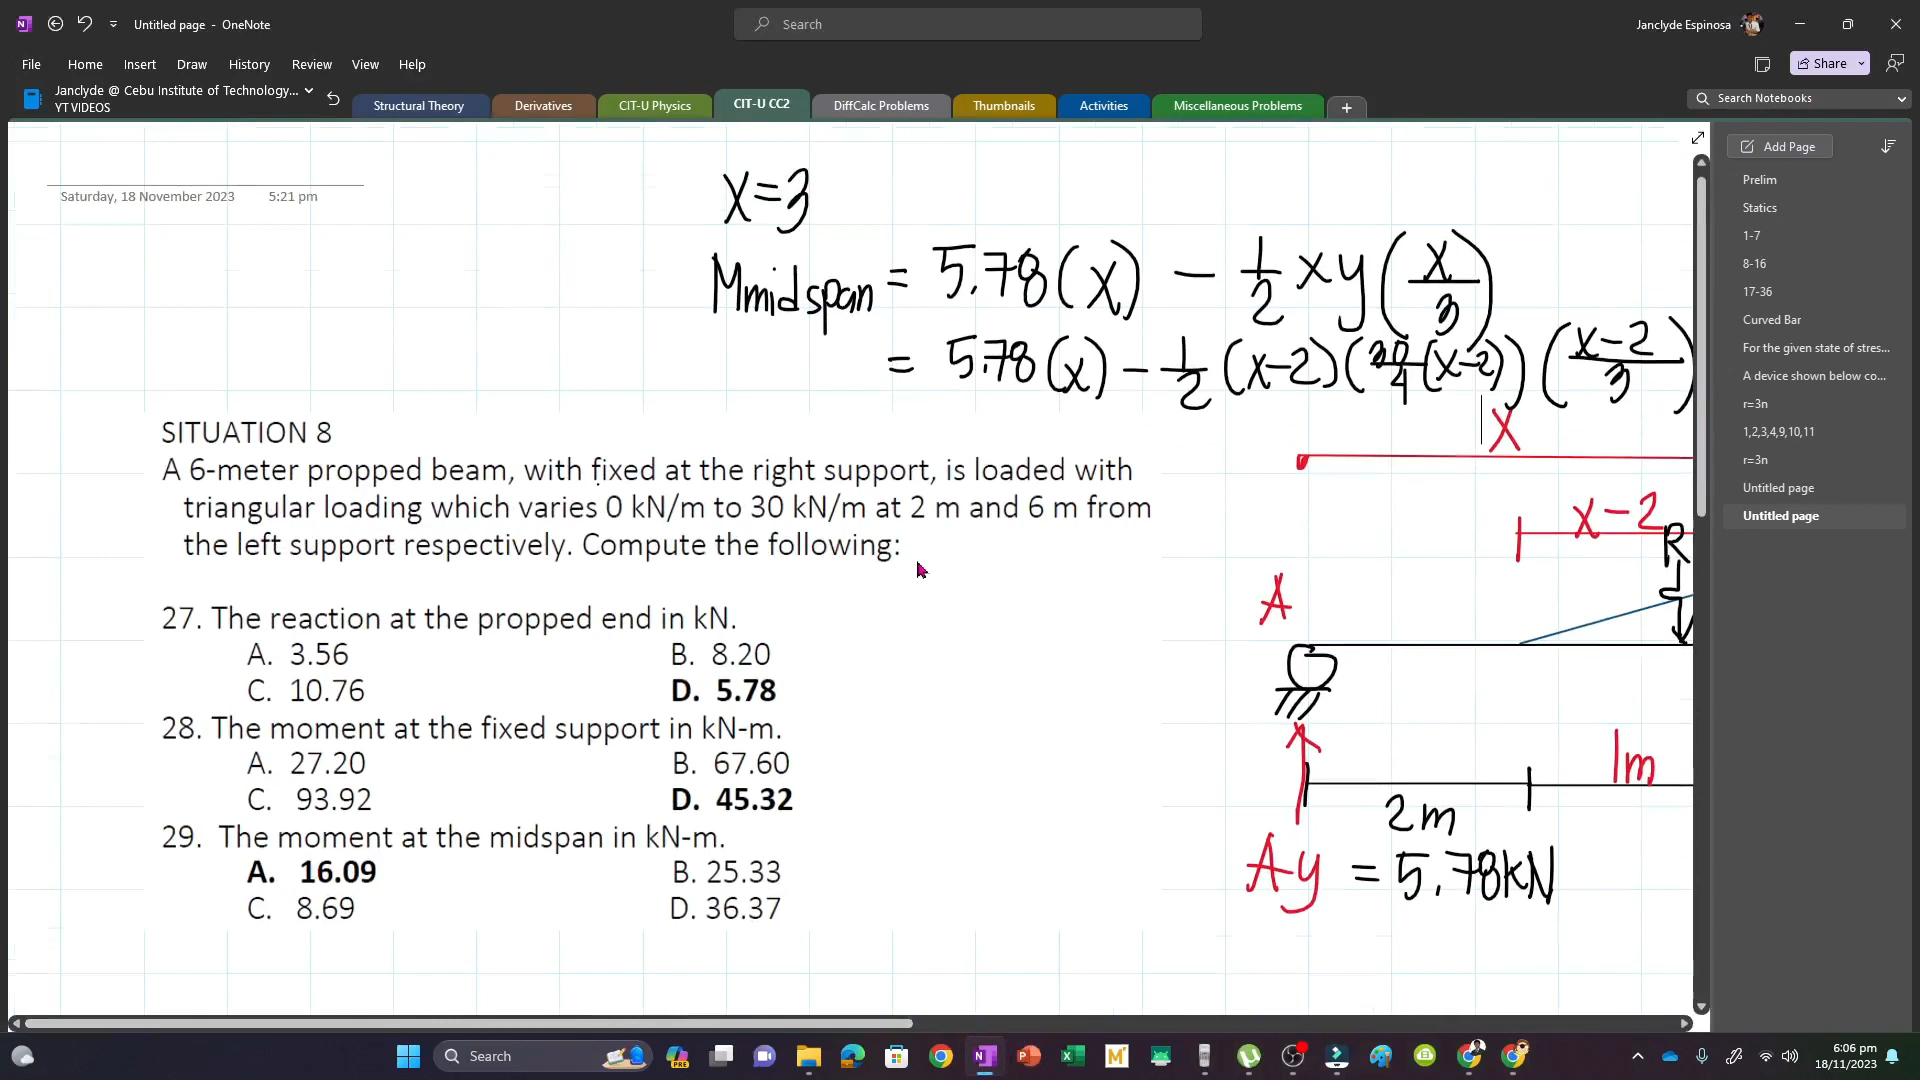 Untitled page - OneNote
Search
Janclyde Espinosa
File Home Insert Draw History Review View Help
Share
Janclyde @ Cebu Institute of Technology...
YT VIDEOS
Structural Theory
Derivatives
CIT-U Physics
CIT-U CC2
DiffCalc Problems
Thumbnails
Activities
Miscellaneous Problems
+
Search Notebooks
Add Page
Prelim
Statics
1-7
8-16
17-36
Curved Bar
For the given state of stres...
A device shown below co...
r=3n
1,2,3,4,9,10,11
r=3n
Untitled page
Untitled page
Saturday, 18 November 2023 5:21 pm
X=3
Mmidspan = 5.78(x) - 1/2 xy(x/3)
= 5.78(x) - 1/2 (x-2)(30/4(x-2))(x-2/3)
SITUATION 8
A 6-meter propped beam, with fixed at the right support, is loaded with
triangular loading which varies 0 kN/m to 30 kN/m at 2 m and 6 m from
the left support respectively. Compute the following:
27. The reaction at the propped end in kN.
A. 3.56 B. 8.20
C. 10.76 D. 5.78
28. The moment at the fixed support in kN-m.
A. 27.20 B. 67.60
C. 93.92 D. 45.32
29. The moment at the midspan in kN-m.
A. 16.09 B. 25.33
C. 8.69 D. 36.37
X
x-2
R
A
1m
2m
Ay = 5.78kN
Search
PRE
6:06 pm
18/11/2023